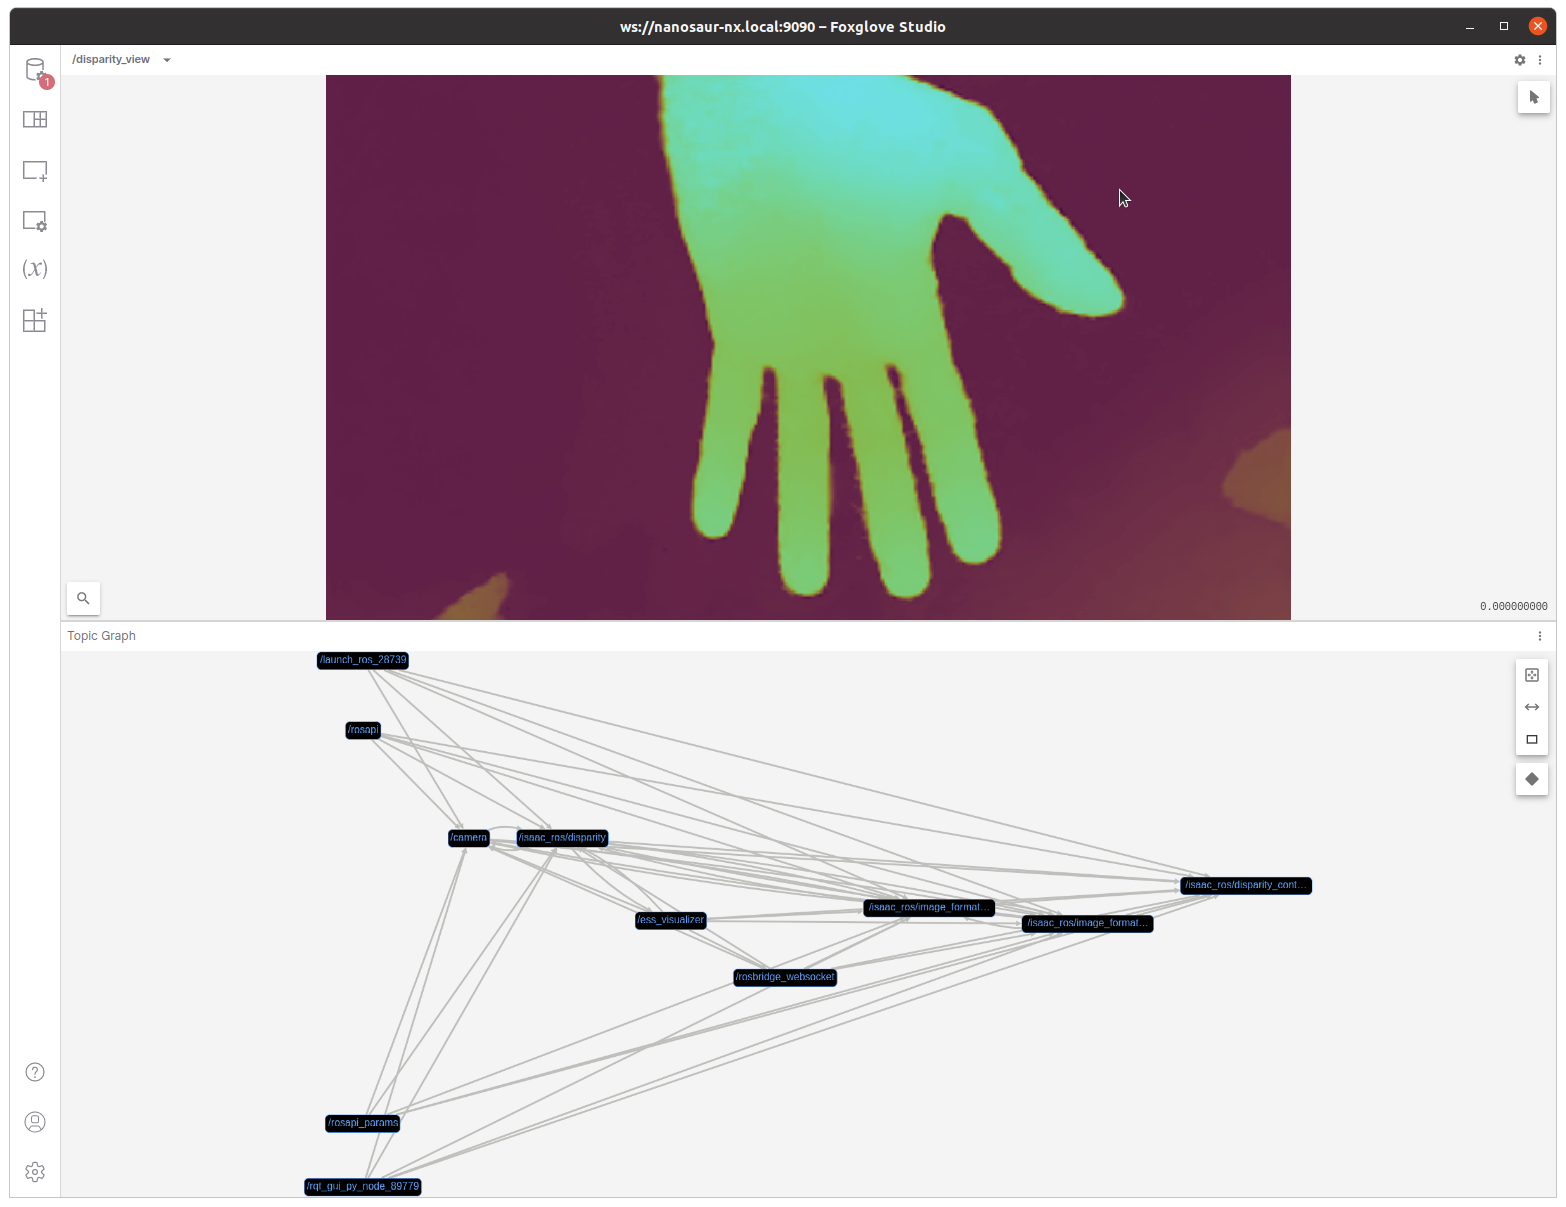 ws://nanosaur-nx.local:9090 – Foxglove Studio
/disparity_view
1
(x)
0.000000000
Topic Graph
/launch_ros_28739
/rosapi
/camera
/isaac_ros/disparity
/isaac_ros/disparity_cont...
/isaac_ros/image_format...
/ess_visualizer
/isaac_ros/image_format...
/rosbridge_websocket
?
/rosapi_params
/rqt_gui_py_node_89779